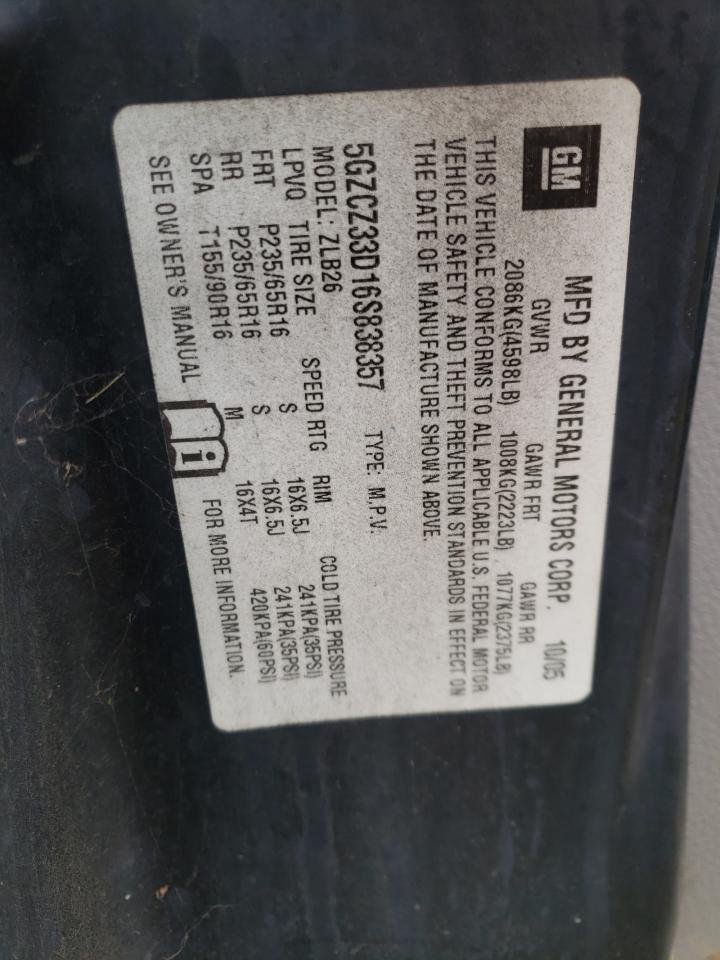 GM
MFD BY GENERAL MOTORS CORP. 10/05
GVWR GAWR FRT GAWR RR
2086KG(4598LB) 1008KG(2223LB) 1077KG(2375LB)
THIS VEHICLE CONFORMS TO ALL APPLICABLE U.S. FEDERAL MOTOR
VEHICLE SAFETY AND THEFT PREVENTION STANDARDS IN EFFECT ON
THE DATE OF MANUFACTURE SHOWN ABOVE.
5GZCZ33D16S838357 TYPE: M.P.V.
MODEL: ZLB26
LPVO TIRE SIZE SPEED RTG RIM COLD TIRE PRESSURE
FRT P235/65R16 S 16X6.5J 241KPA(35PSI)
RR P235/65R16 S 16X6.5J 241KPA(35PSI)
SPA T155/90R16 M 16X4T 420KPA(60PSI)
SEE OWNER'S MANUAL i FOR MORE INFORMATION.